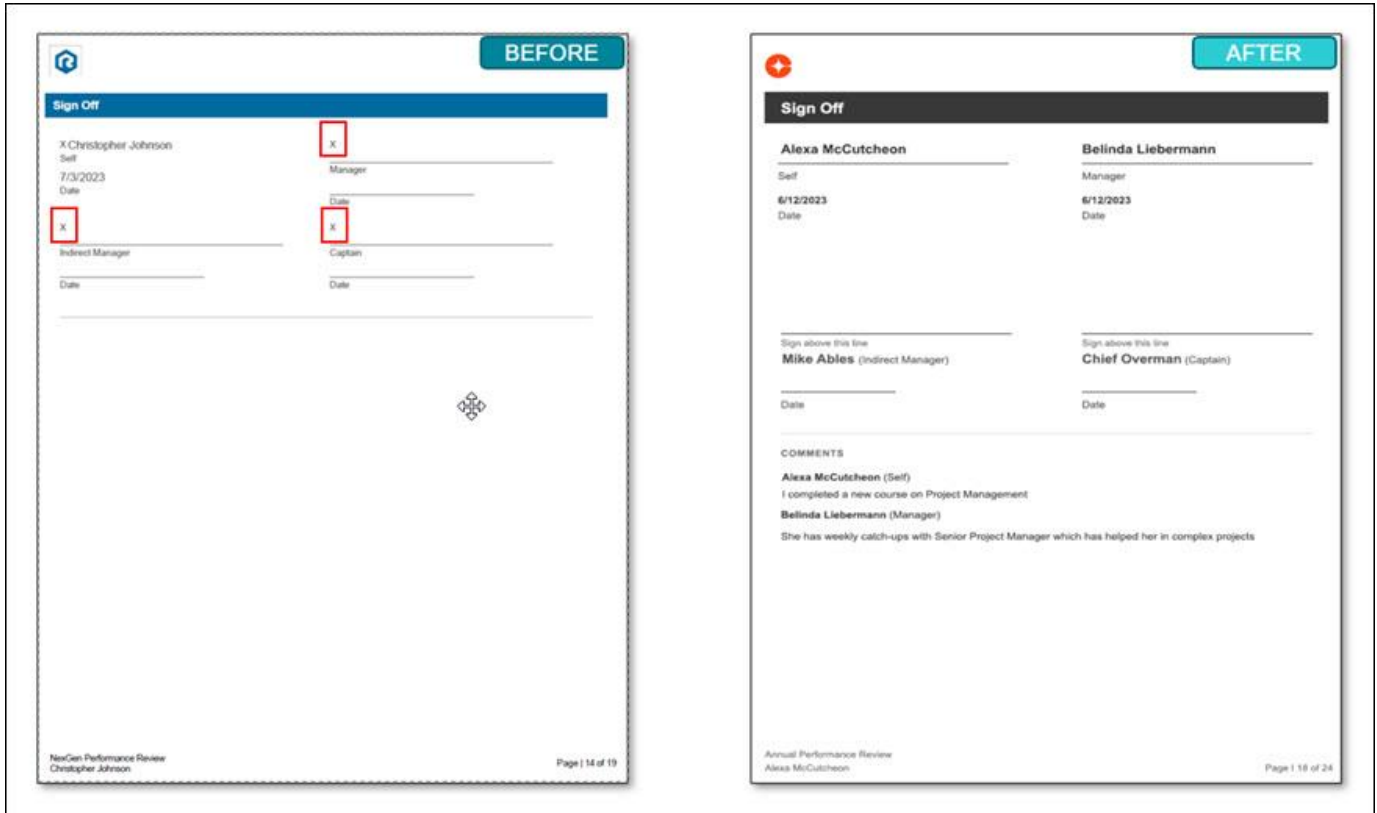 BEFORE
Sign Off
X Christopher Johnson
Self
7/3/2023
Date
X
Manager
Date
X
Indirect Manager
Date
X
Captain
Date
NexGen Performance Review
Christopher Johnson
Page | 14 of 19
AFTER
Sign Off
Alexa McCutcheon
Self
6/12/2023
Date
Belinda Liebermann
Manager
6/12/2023
Date
Sign above this line
Mike Ables (Indirect Manager)
Date
Sign above this line
Chief Overman (Captain)
Date
COMMENTS
Alexa McCutcheon (Self)
I completed a new course on Project Management
Belinda Liebermann (Manager)
She has weekly catch-ups with Senior Project Manager which has helped her in complex projects
Annual Performance Review
Alexa McCutcheon
Page | 18 of 24